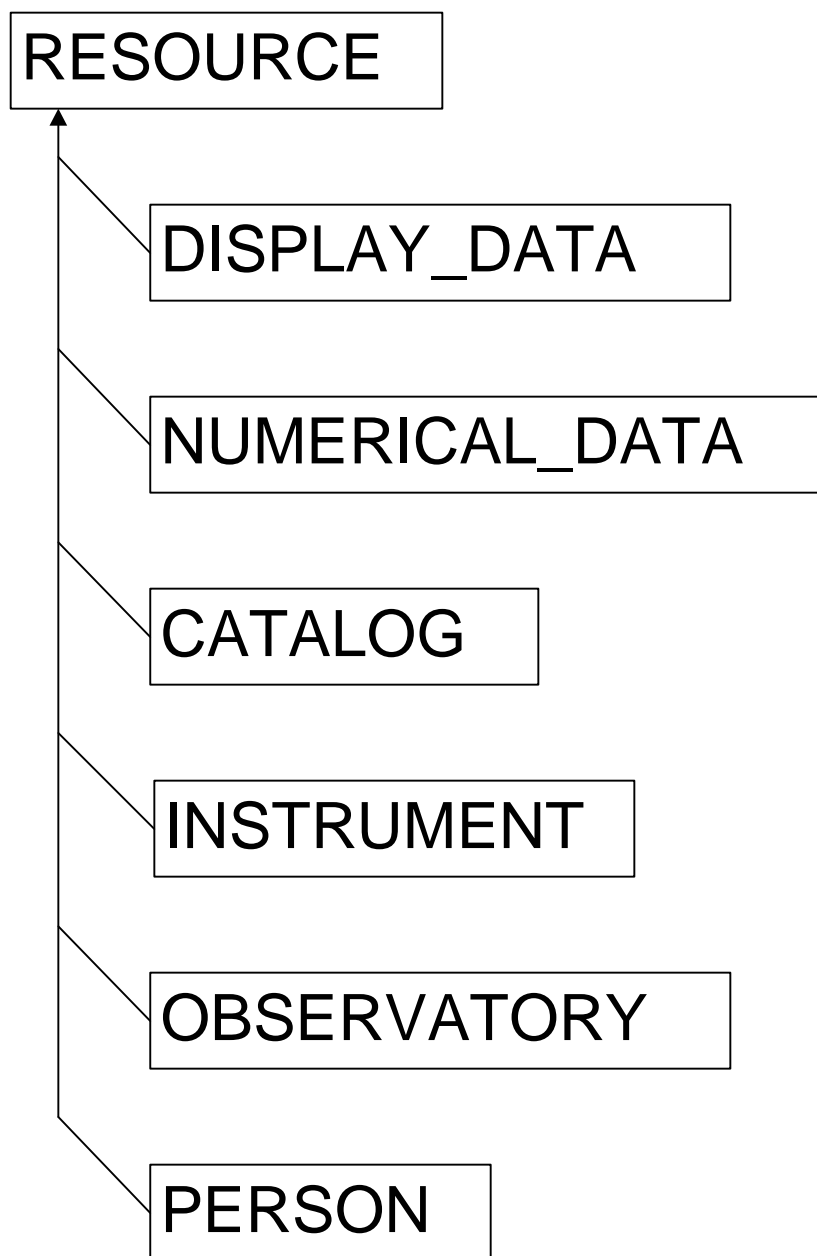 RESOURCE
DISPLAY_DATA
NUMERICAL_DATA
CATALOG
INSTRUMENT
OBSERVATORY
PERSON